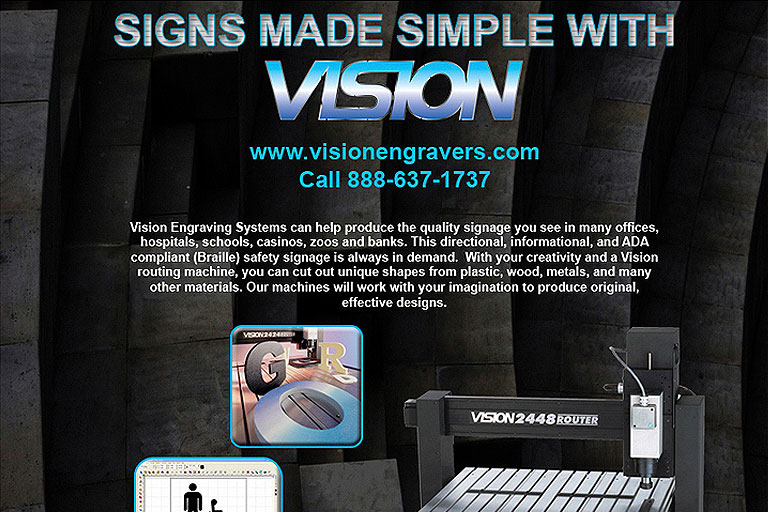 SIGNS MADE SIMPLE WITH
VISION
www.visionengravers.com
Call 888-637-1737
Vision Engraving Systems can help produce the quality signage you see in many offices,
hospitals, schools, casinos, zoos and banks. This directional, informational, and ADA
compliant (Braille) safety signage is always in demand.  With your creativity and a Vision
routing machine, you can cut out unique shapes from plastic, wood, metals, and many
other materials. Our machines will work with your imagination to produce original,
effective designs.
VISION 2424 ROUTER
G R
VISION 2448 ROUTER